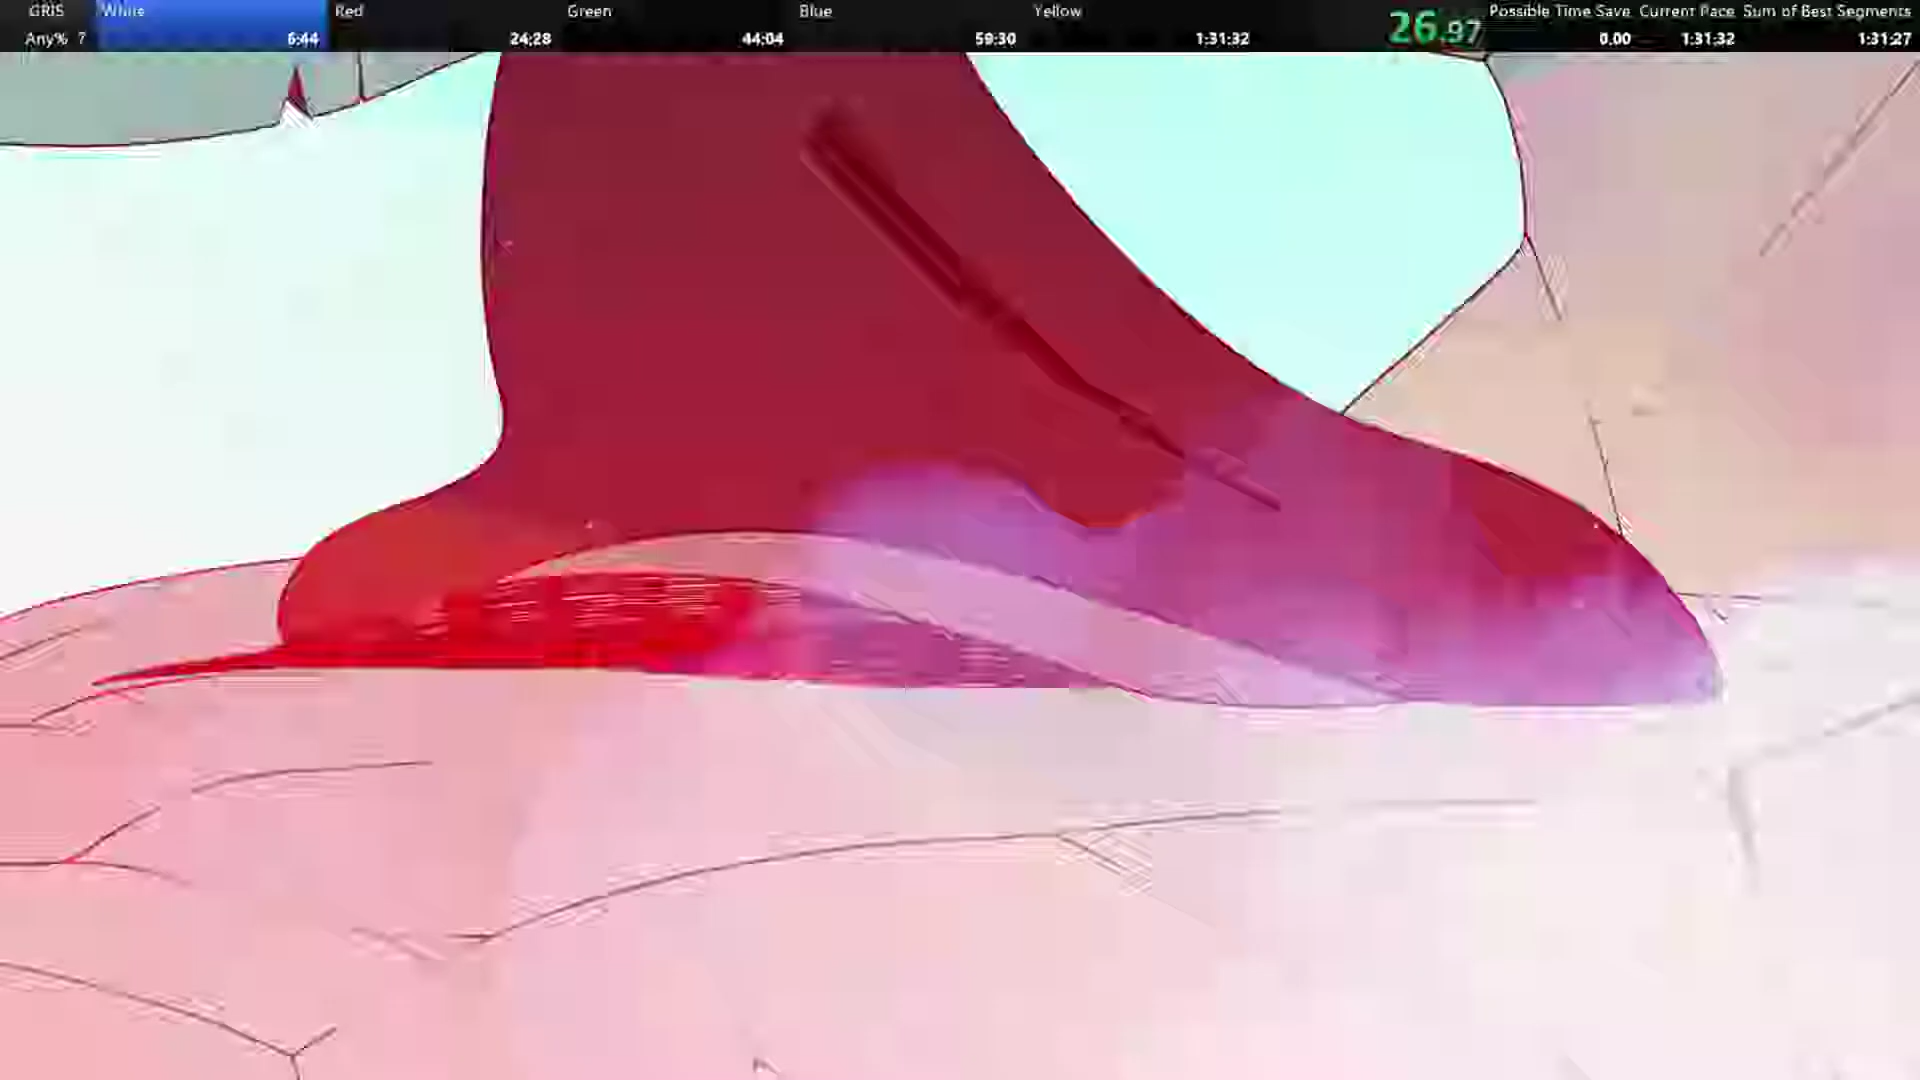 GRIS White Red Green Blue Yellow Possible Time Save Current Pace Sum of Best Segments
Any% 7 6:44 24:28 44:04 59:30 1:31:32 26.97 0.00 1:31:32 1:31:27